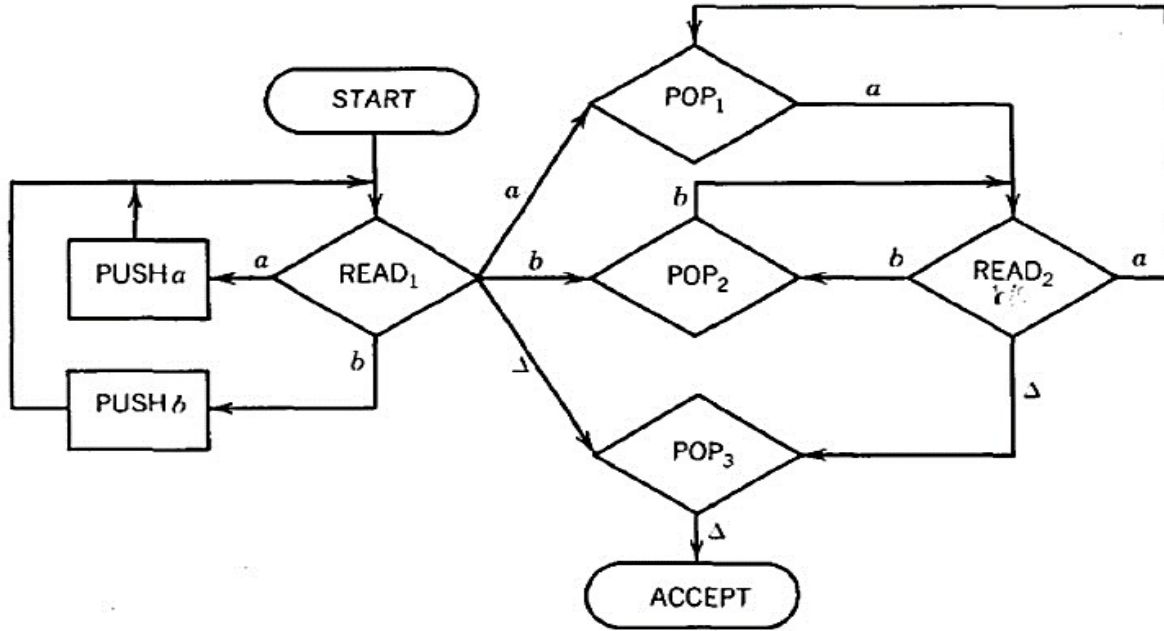 START
POP₁
a
a
PUSH a
a
READ₁
b
b
POP₂
b
b
READ₂
a
PUSH b
Δ
POP₃
Δ
Δ
ACCEPT